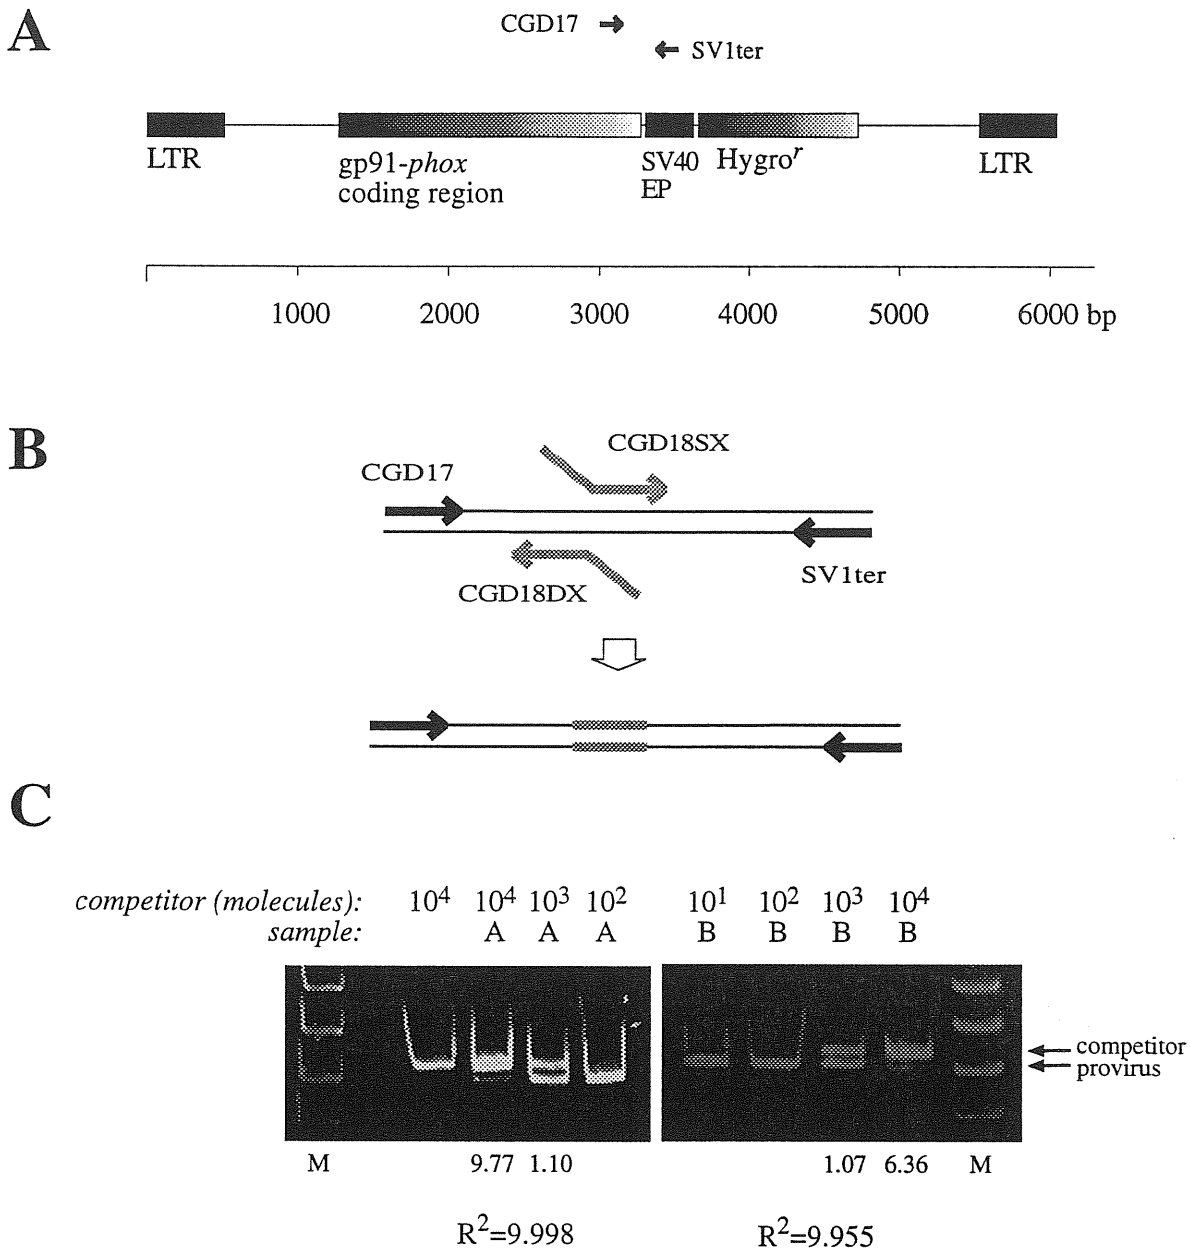 A
CGD17
SV1ter
LTR
gp91-phox
coding region
SV40
EP
Hygro^r
LTR
1000 2000 3000 4000 5000 6000 bp
B
CGD18SX
CGD17
SV1ter
CGD18DX
C
competitor (molecules): 10^4 10^4 10^3 10^2 10^1 10^2 10^3 10^4
sample: A A A B B B B
competitor
provirus
M 9.77 1.10 1.07 6.36 M
R^2=9.998 R^2=9.955